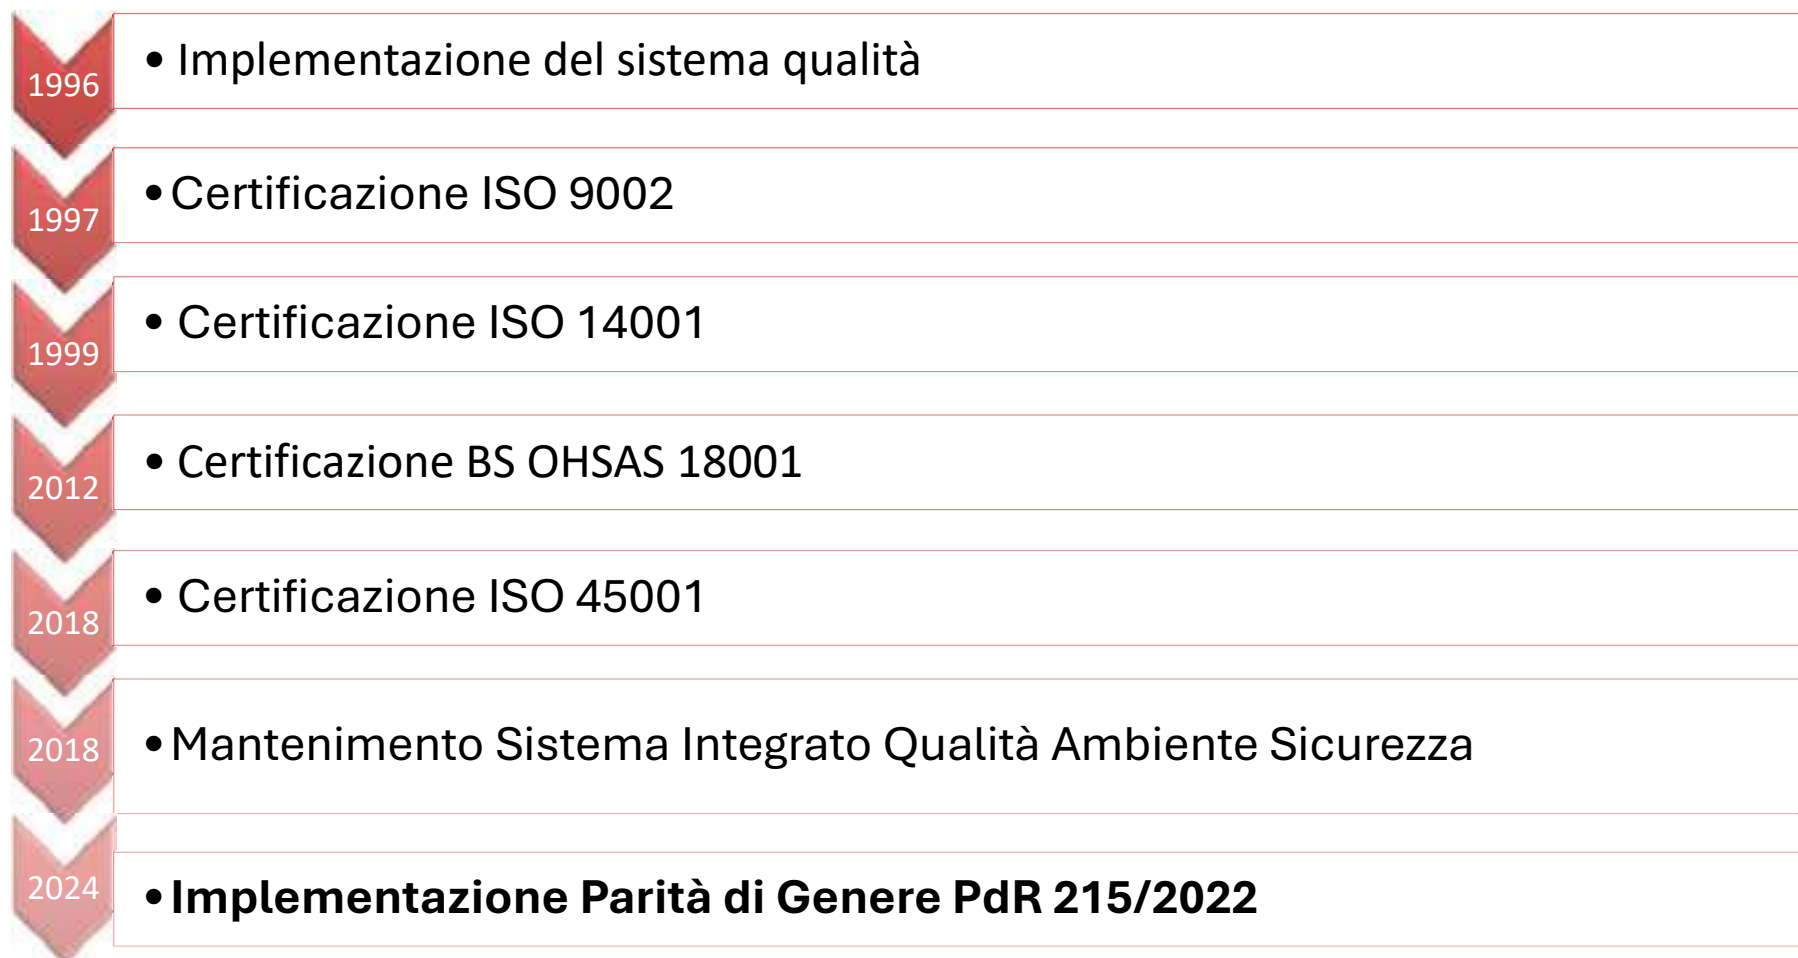 1996
• Implementazione del sistema qualità
1997
• Certificazione ISO 9002
1999
• Certificazione ISO 14001
2012
• Certificazione BS OHSAS 18001
2018
• Certificazione ISO 45001
2018
• Mantenimento Sistema Integrato Qualità Ambiente Sicurezza
2024
• Implementazione Parità di Genere PdR 215/2022